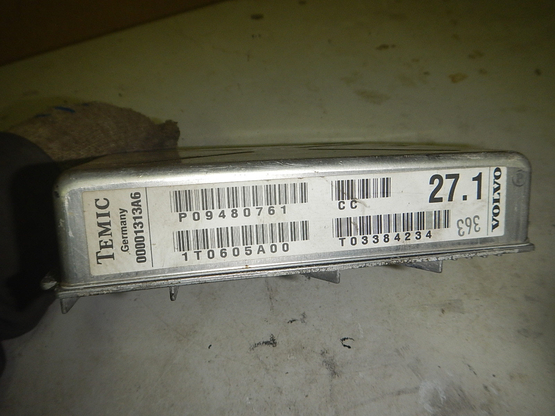 TEMIC
Germany
00001313A6
P09480761
CC
27.1
1T0605A00
T03384234
363
VOLVO